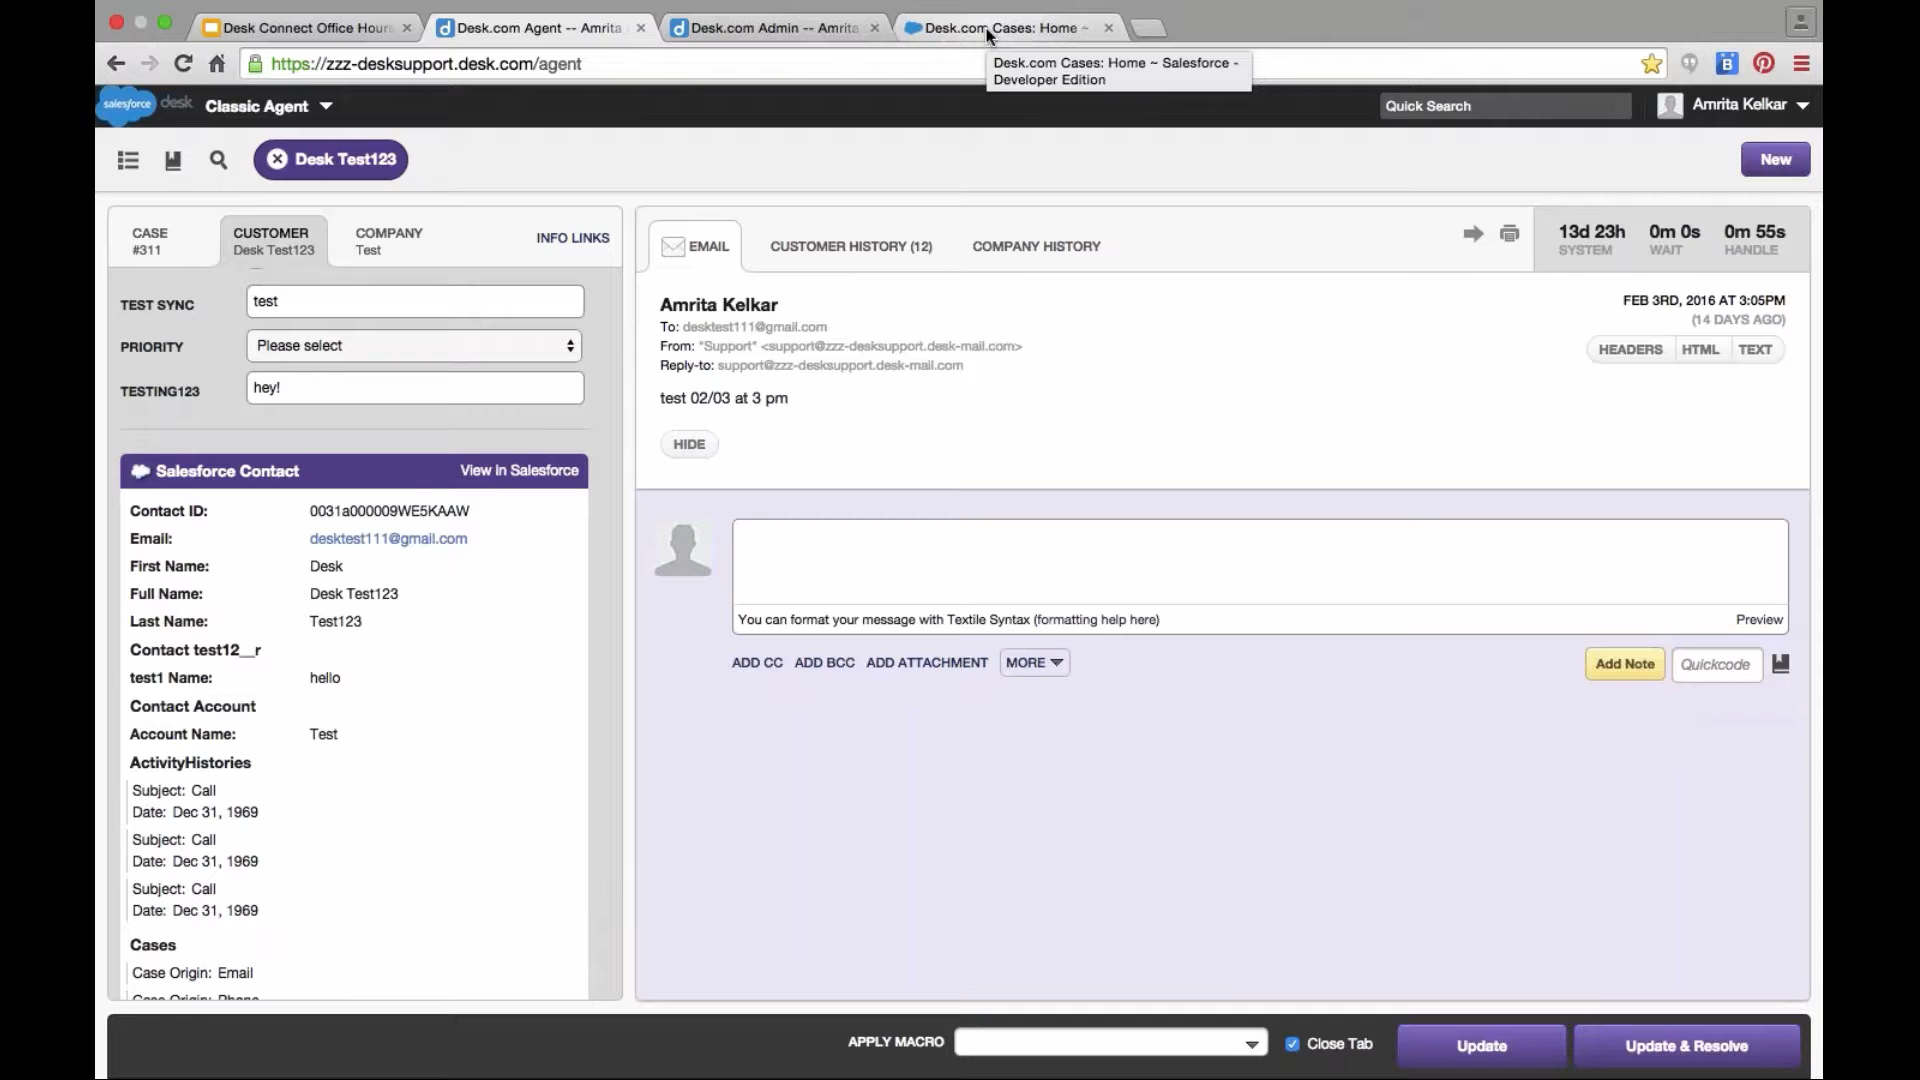 Desk Connect Office Hour
Desk.com Agent -- Amrita
Desk.com Admin -- Amrita
Desk.com Cases: Home ~
https://zzz-desksupport.desk.com/agent
Desk.com Cases: Home ~ Salesforce -
Developer Edition
salesforce desk
Classic Agent
Quick Search
Amrita Kelkar
Desk Test123
New
CASE
#311
CUSTOMER
Desk Test123
COMPANY
Test
INFO LINKS
TEST SYNC test
PRIORITY Please select
TESTING123 hey!
Salesforce Contact View in Salesforce
Contact ID: 0031a000009WE5KAAW
Email: desktest111@gmail.com
First Name: Desk
Full Name: Desk Test123
Last Name: Test123
Contact test12__r
test1 Name: hello
Contact Account
Account Name: Test
ActivityHistories
Subject: Call
Date: Dec 31, 1969
Subject: Call
Date: Dec 31, 1969
Subject: Call
Date: Dec 31, 1969
Cases
Case Origin: Email
Case Origin: Phone
EMAIL
CUSTOMER HISTORY (12)
COMPANY HISTORY
13d 23h
SYSTEM
0m 0s
WAIT
0m 55s
HANDLE
Amrita Kelkar
To: desktest111@gmail.com
From: "Support" <support@zzz-desksupport.desk-mail.com>
Reply-to: support@zzz-desksupport.desk-mail.com
FEB 3RD, 2016 AT 3:05PM
(14 DAYS AGO)
HEADERS HTML TEXT
test 02/03 at 3 pm
HIDE
You can format your message with Textile Syntax (formatting help here) Preview
ADD CC ADD BCC ADD ATTACHMENT MORE
Add Note Quickcode
APPLY MACRO
Close Tab
Update
Update & Resolve
B